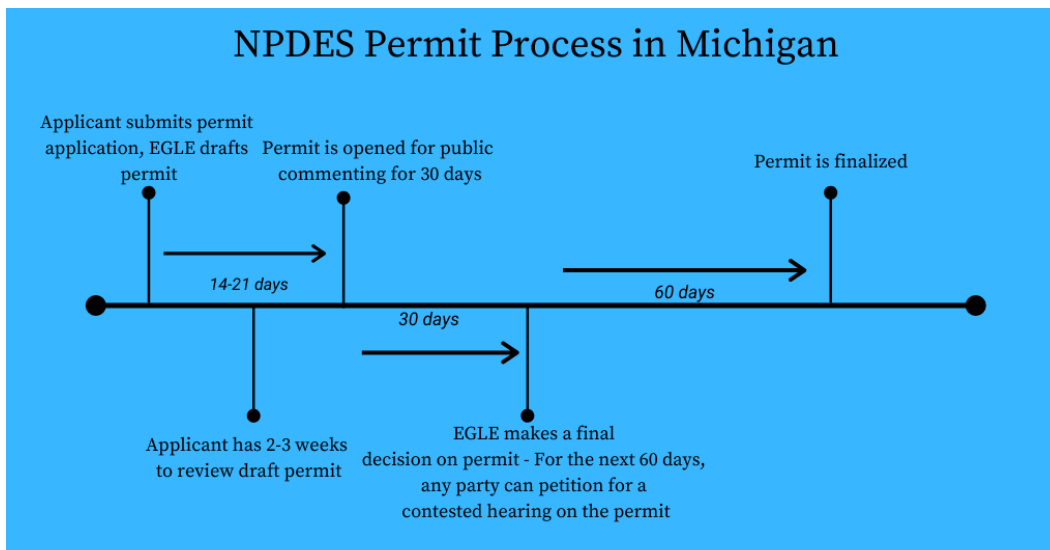 NPDES Permit Process in Michigan
Applicant submits permit
application, EGLE drafts
permit
Permit is opened for public
commenting for 30 days
Permit is finalized
14-21 days
60 days
30 days
Applicant has 2-3 weeks
to review draft permit
EGLE makes a final
decision on permit - For the next 60 days,
any party can petition for a
contested hearing on the permit